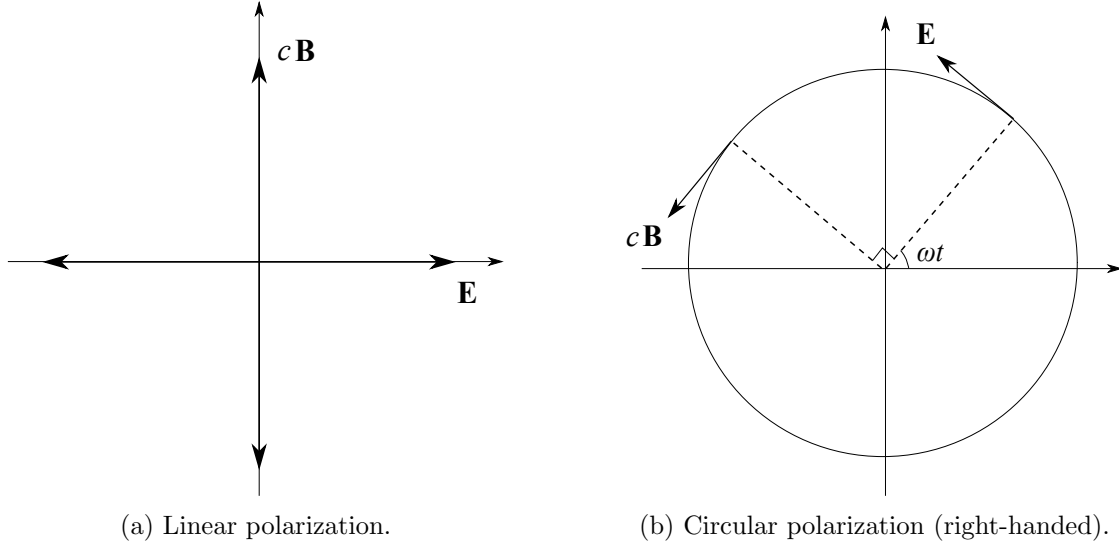 cB
E
(a) Linear polarization.
E
cB
ωt
(b) Circular polarization (right-handed).